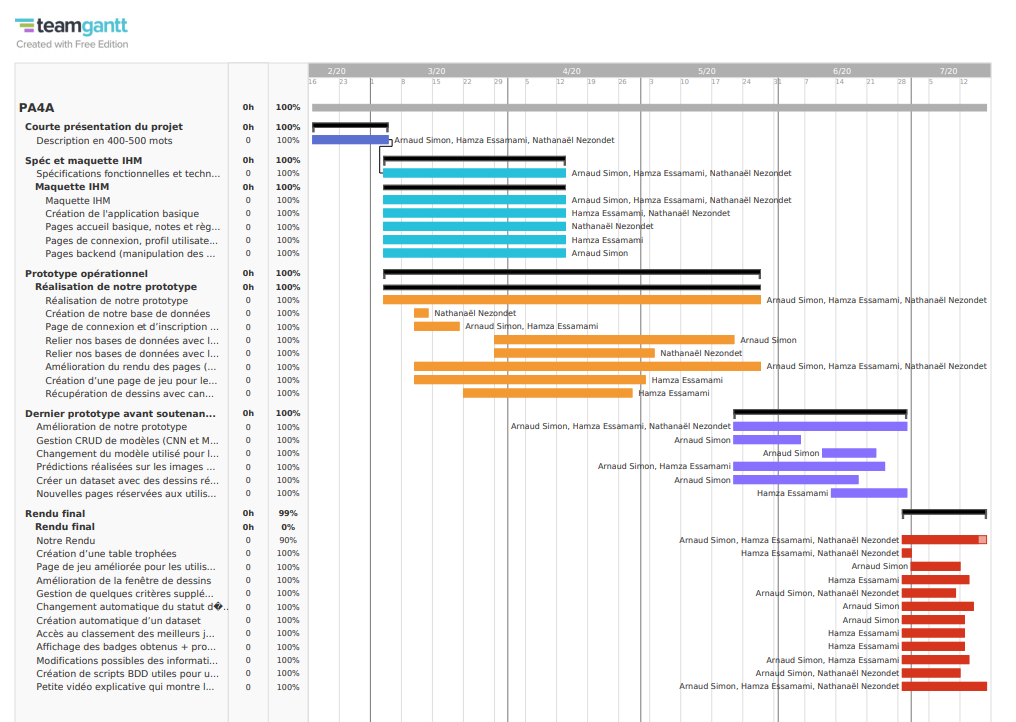 teamgantt
Created with Free Edition
2/20 3/20 4/20 5/20 6/20 7/20
16 23 1 8 15 22 29 5 12 19 26 3 10 17 24 31 7 14 21 28 5 12
PA4A 0h 100%
Courte présentation du projet 0h 100%
Description en 400-500 mots 0 100% Arnaud Simon, Hamza Essamami, Nathanaël Nezondet
Spéc et maquette IHM 0h 100%
Spécifications fonctionnelles et techn... 0 100% Arnaud Simon, Hamza Essamami, Nathanaël Nezondet
Maquette IHM 0h 100%
Maquette IHM 0 100% Arnaud Simon, Hamza Essamami, Nathanaël Nezondet
Création de l'application basique 0 100% Hamza Essamami, Nathanaël Nezondet
Pages accueil basique, notes et règ... 0 100% Nathanaël Nezondet
Pages de connexion, profil utilisate... 0 100% Hamza Essamami
Pages backend (manipulation des ... 0 100% Arnaud Simon
Prototype opérationnel 0h 100%
Réalisation de notre prototype 0h 100%
Réalisation de notre prototype 0 100% Arnaud Simon, Hamza Essamami, Nathanaël Nezondet
Création de notre base de données 0 100% Nathanaël Nezondet
Page de connexion et d’inscription ... 0 100% Arnaud Simon, Hamza Essamami
Relier nos bases de données avec l... 0 100% Arnaud Simon
Relier nos bases de données avec l... 0 100% Nathanaël Nezondet
Amélioration du rendu des pages (... 0 100% Arnaud Simon, Hamza Essamami, Nathanaël Nezondet
Création d’une page de jeu pour le... 0 100% Hamza Essamami
Récupération de dessins avec can... 0 100% Hamza Essamami
Dernier prototype avant soutenan... 0h 100%
Amélioration de notre prototype 0 100% Arnaud Simon, Hamza Essamami, Nathanaël Nezondet
Gestion CRUD de modèles (CNN et M... 0 100% Arnaud Simon
Changement du modèle utilisé pour l... 0 100% Arnaud Simon
Prédictions réalisées sur les images ... 0 100% Arnaud Simon, Hamza Essamami
Créer un dataset avec des dessins ré... 0 100% Arnaud Simon
Nouvelles pages réservées aux utilis... 0 100% Hamza Essamami
Rendu final 0h 99%
Rendu final 0h 0%
Notre Rendu 0 90% Arnaud Simon, Hamza Essamami, Nathanaël Nezondet
Création d’une table trophées 0 100% Hamza Essamami, Nathanaël Nezondet
Page de jeu améliorée pour les utilis... 0 100% Arnaud Simon
Amélioration de la fenêtre de dessins 0 100% Hamza Essamami
Gestion de quelques critères supplé... 0 100% Arnaud Simon, Nathanaël Nezondet
Changement automatique du statut d�... 0 100% Arnaud Simon
Création automatique d’un dataset 0 100% Arnaud Simon
Accès au classement des meilleurs j... 0 100% Hamza Essamami
Affichage des badges obtenus + pro... 0 100% Hamza Essamami
Modifications possibles des informati... 0 100% Arnaud Simon, Hamza Essamami
Création de scripts BDD utiles pour u... 0 100% Arnaud Simon, Nathanaël Nezondet
Petite vidéo explicative qui montre l... 0 100% Arnaud Simon, Hamza Essamami, Nathanaël Nezondet